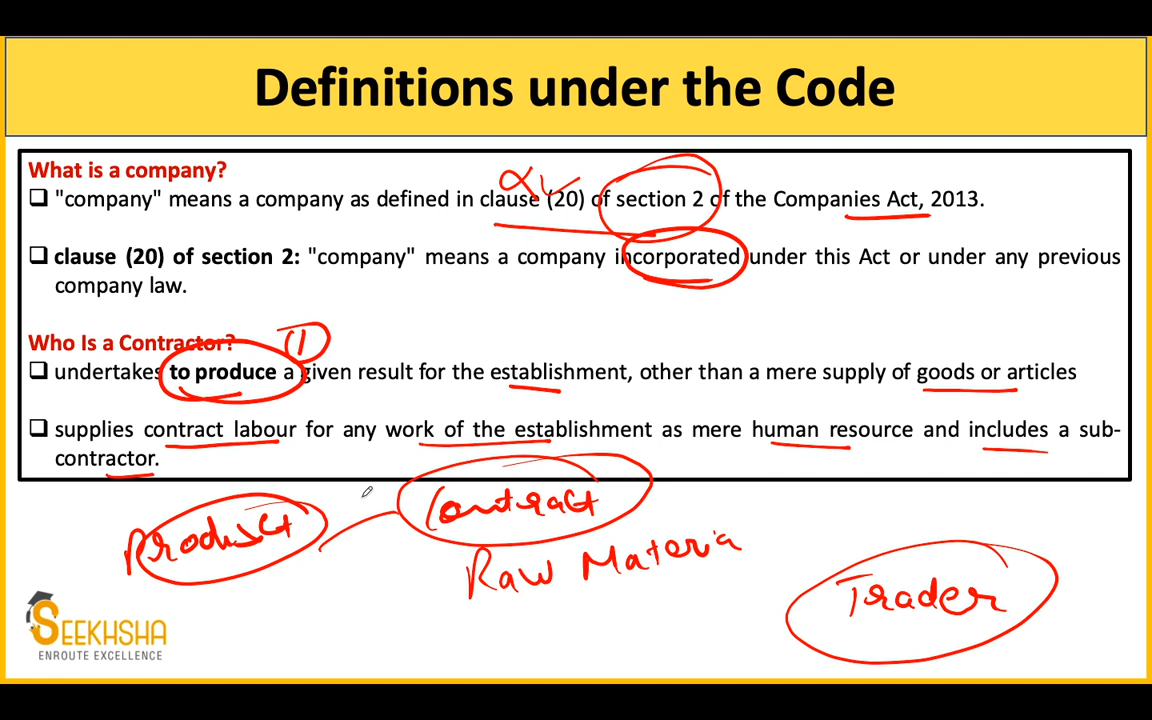 Definitions under the Code
What is a company?
❑ "company" means a company as defined in clause (20) of section 2 of the Companies Act, 2013.
❑ clause (20) of section 2: "company" means a company incorporated under this Act or under any previous
company law.
Who Is a Contractor?
(1)
❑ undertakes to produce a given result for the establishment, other than a mere supply of goods or articles
❑ supplies contract labour for any work of the establishment as mere human resource and includes a sub-
contractor.
Product
Contract
Raw Materia
Trader
SEEKHSHA
ENROUTE EXCELLENCE